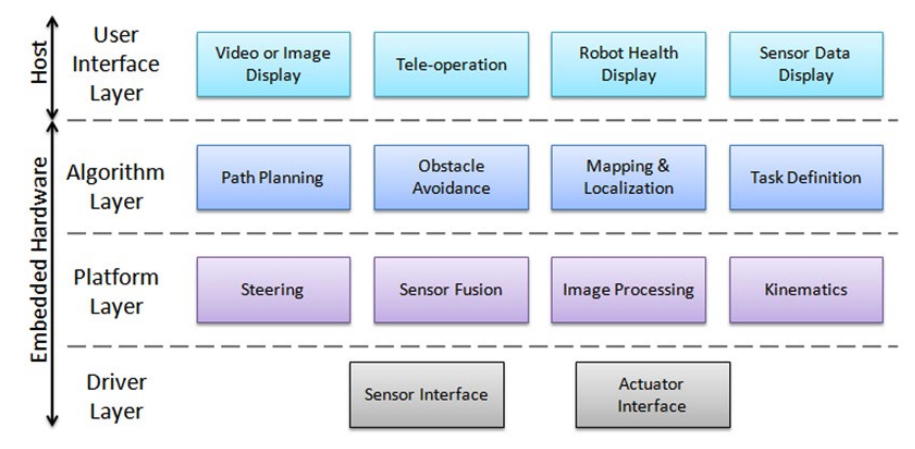 Host
User
Interface
Layer
Video or Image
Display
Tele-operation
Robot Health
Display
Sensor Data
Display
Embedded Hardware
Algorithm
Layer
Path Planning
Obstacle
Avoidance
Mapping &
Localization
Task Definition
Platform
Layer
Steering
Sensor Fusion
Image Processing
Kinematics
Driver
Layer
Sensor Interface
Actuator
Interface